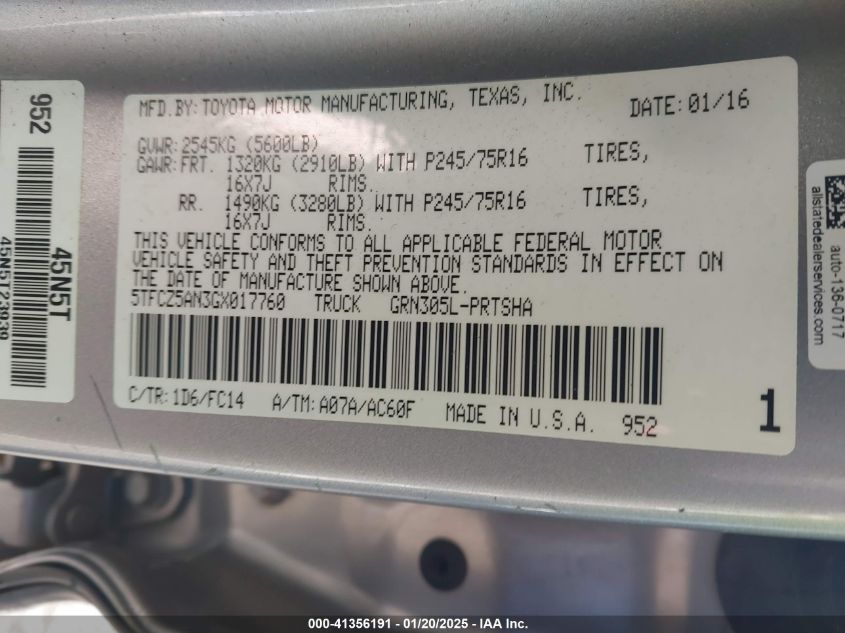 MFD.BY:TOYOTA MOTOR MANUFACTURING, TEXAS, INC. DATE:01/16
GVWR:2545KG (5600LB)
GAWR:FRT. 1320KG (2910LB) WITH P245/75R16 TIRES,
16X7J RIMS.
RR. 1490KG (3280LB) WITH P245/75R16 TIRES,
16X7J RIMS.
THIS VEHICLE CONFORMS TO ALL APPLICABLE FEDERAL MOTOR
VEHICLE SAFETY AND THEFT PREVENTION STANDARDS IN EFFECT ON
THE DATE OF MANUFACTURE SHOWN ABOVE.
5TFCZ5AN3GX017760 TRUCK GRN305L-PRTSHA
C/TR:1D6/FC14 A/TM:A07A/AC60F MADE IN U.S.A. 952
1
952
45N5T
45N5T23939
allstatedealerservices.com
auto-136-0717
000-41356191 - 01/20/2025 - IAA Inc.